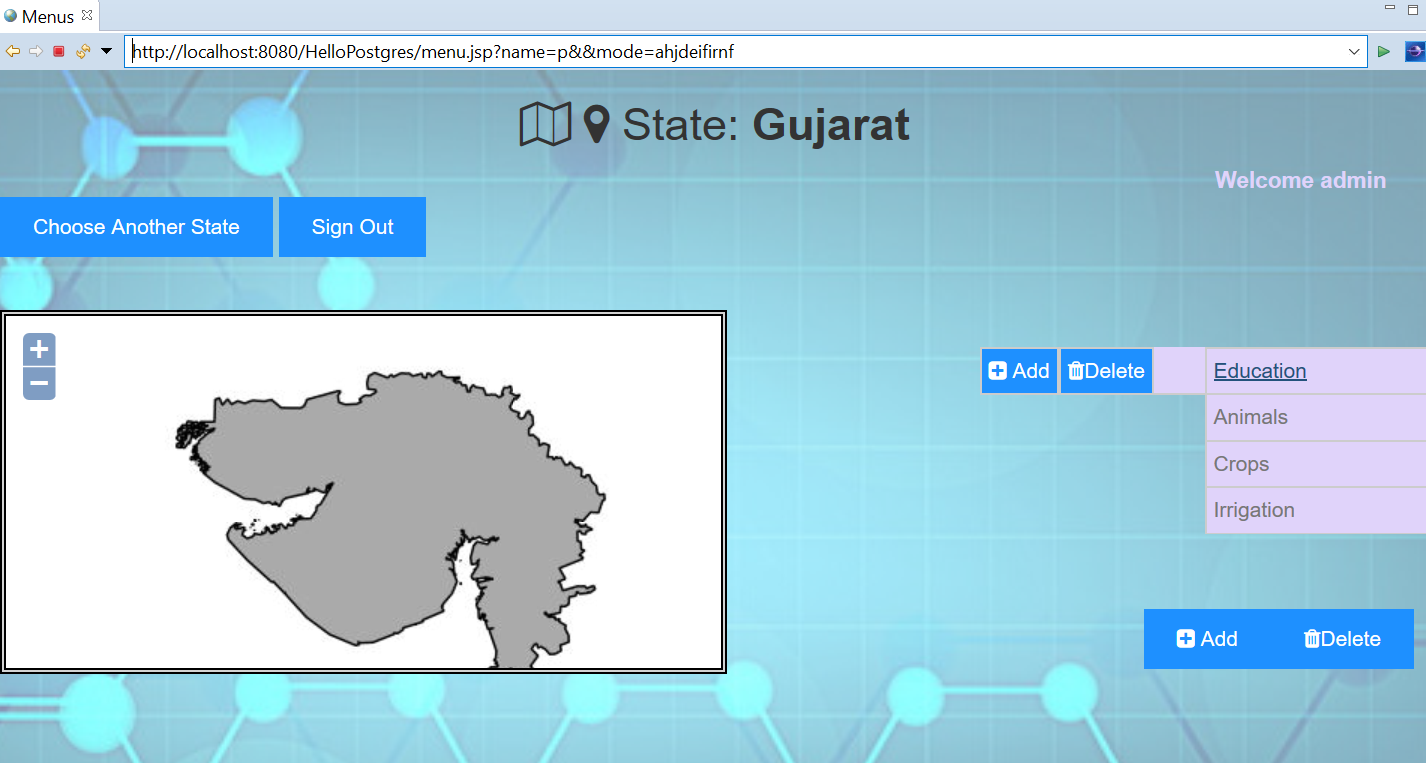 Menus
http://localhost:8080/HelloPostgres/menu.jsp?name=p&&mode=ahjdeifirnf
State: Gujarat
Welcome admin
Choose Another State Sign Out
+
−
Add Delete Education
Animals
Crops
Irrigation
Add Delete